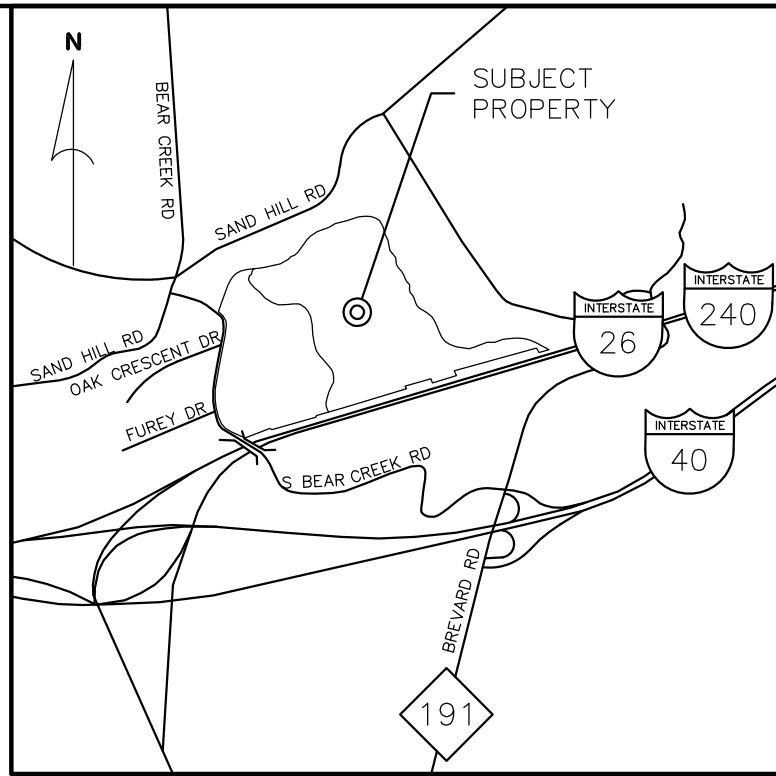 N
SUBJECT
PROPERTY
BEAR CREEK RD
SAND HILL RD
INTERSTATE
240
INTERSTATE
26
SAND HILL RD
OAK CRESCENT DR
FUREY DR
INTERSTATE
40
S BEAR CREEK RD
BREVARD RD
191